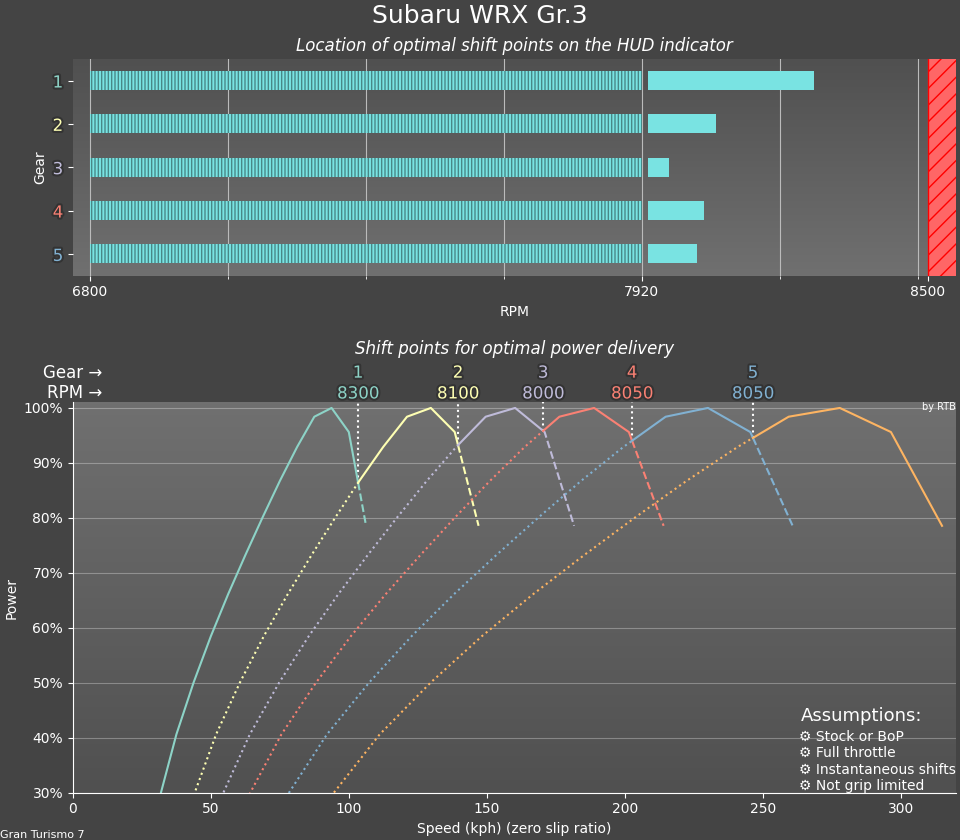 Subaru WRX Gr.3
Location of optimal shift points on the HUD indicator
Gear
1
2
3
4
5
6800 7920 8500
RPM
Shift points for optimal power delivery
Gear → 1 2 3 4 5
RPM → 8300 8100 8000 8050 8050
by RTB
Power
100%
90%
80%
70%
60%
50%
40%
30%
Assumptions:
⚙ Stock or BoP
⚙ Full throttle
⚙ Instantaneous shifts
⚙ Not grip limited
0 50 100 150 200 250 300
Speed (kph) (zero slip ratio)
Gran Turismo 7